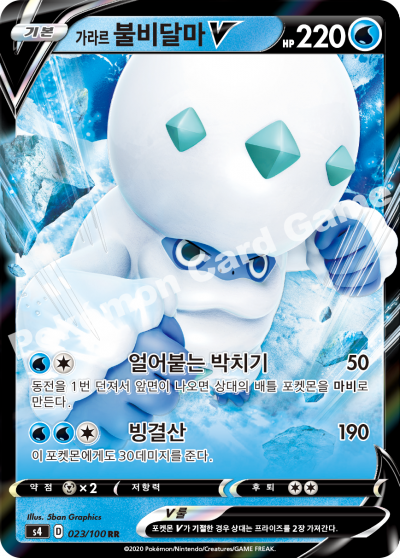 기본 가라르 불비달마V HP 220
Pokémon Card Game
얼어붙는 박치기 50
동전을 1번 던져서 앞면이 나오면 상대의 배틀 포켓몬을 마비로
만든다.
빙결산 190
이 포켓몬에게도 30데미지를 준다.
약점 ×2 저항력 후퇴
Illus. 5ban Graphics
s4 D 023/100 RR
V룰
포켓몬 V가 기절한 경우 상대는 프라이즈를 2장 가져간다.
©2020 Pokémon/Nintendo/Creatures/GAME FREAK.